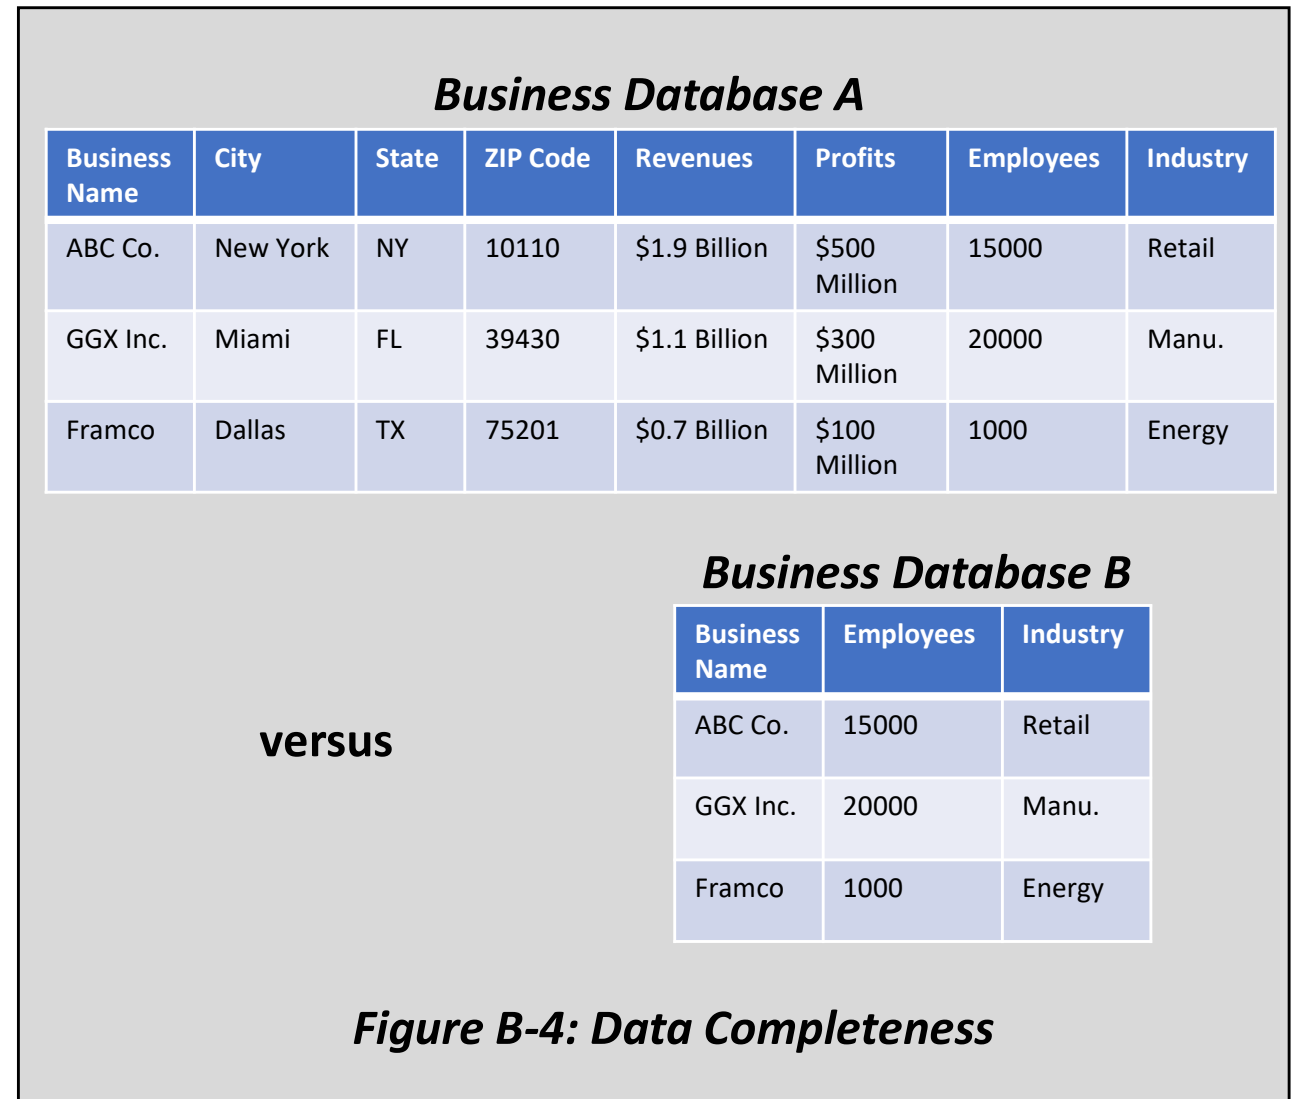 Business Database A
Business Name City State ZIP Code Revenues Profits Employees Industry
ABC Co. New York NY 10110 $1.9 Billion $500 Million 15000 Retail
GGX Inc. Miami FL 39430 $1.1 Billion $300 Million 20000 Manu.
Framco Dallas TX 75201 $0.7 Billion $100 Million 1000 Energy
versus
Business Database B
Business Name Employees Industry
ABC Co. 15000 Retail
GGX Inc. 20000 Manu.
Framco 1000 Energy
Figure B-4: Data Completeness